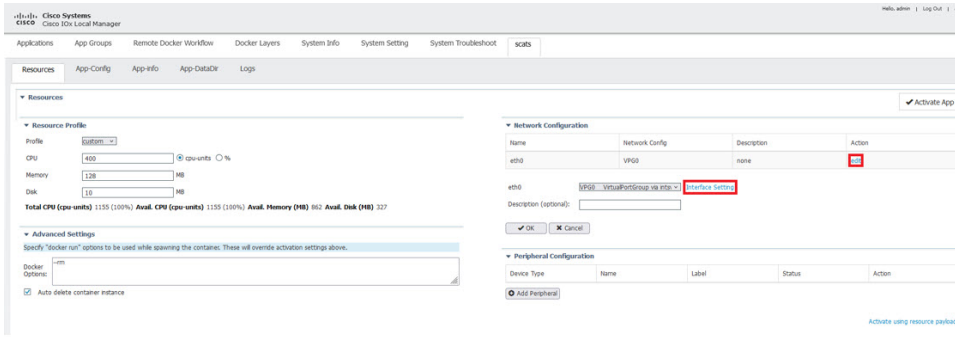 Hello, admin | Log Out |
Cisco Systems
CISCO Cisco IOx Local Manager
Applications App Groups Remote Docker Workflow Docker Layers System Info System Setting System Troubleshoot scats
Resources App-Config App-info App-DataDir Logs
▼ Resources
✔ Activate App
▼ Resource Profile
Profile custom
CPU 400 cpu-units %
Memory 128 MB
Disk 10 MB
Total CPU (cpu-units) 1155 (100%) Avail. CPU (cpu-units) 1155 (100%) Avail. Memory (MB) 862 Avail. Disk (MB) 327
▼ Advanced Settings
Specify "docker run" options to be used while spawning the container. These will override activation settings above.
Docker Options: --rm
Auto delete container instance
▼ Network Configuration
Name Network Config Description Action
eth0 VPG0 none edit
eth0 VPG0 VirtualPortGroup via intsv Interface Setting
Description (optional):
✔ OK ✖ Cancel
▼ Peripheral Configuration
Device Type Name Label Status Action
Add Peripheral
Activate using resource payload